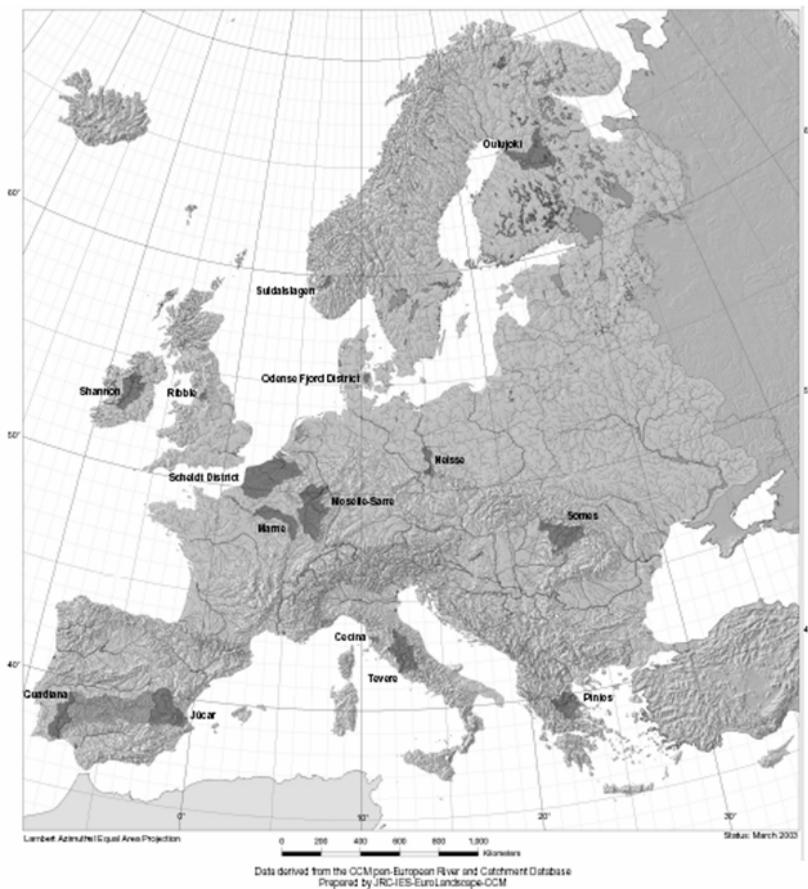 Oulujoki
60°
Suldalslagen
Shannon
Ribble
Odense Fjord District
50°
Scheldt District
Neisse
Moselle-Sarre
Marne
Somes
Cecina
Tevere
40°
Guadiana
Júcar
Pinios
0°
10°
20°
30°
Lambert Azimuthal Equal Area Projection
Status: March 2003
0 200 400 600 800 1,000
Kilometers
Data derived from the CCM pan-European River and Catchment Database
Prepared by JRC-IES-EuroLandscape-CCM